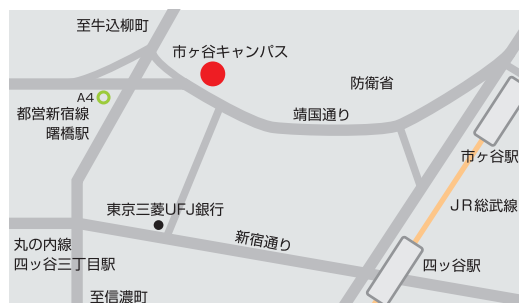 至牛込柳町
市ヶ谷キャンパス
防衛省
A4
都営新宿線
曙橋駅
靖国通り
市ヶ谷駅
JR総武線
東京三菱UFJ銀行
新宿通り
丸の内線
四ッ谷三丁目駅
四ッ谷駅
至信濃町